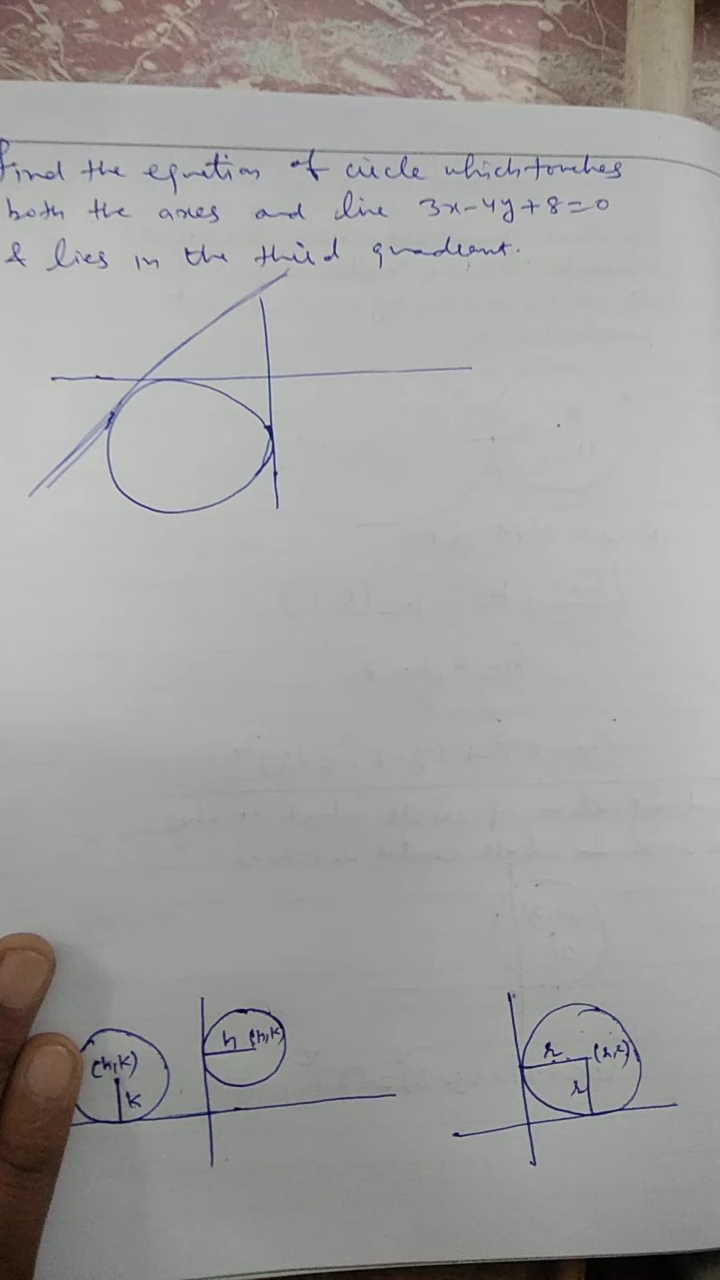 Find the equation of circle which touches
both the axes and line 3x-4y+8=0
& lies in the third quadrant.
(h,k)
k
h (h,k)
r (r,r)
r